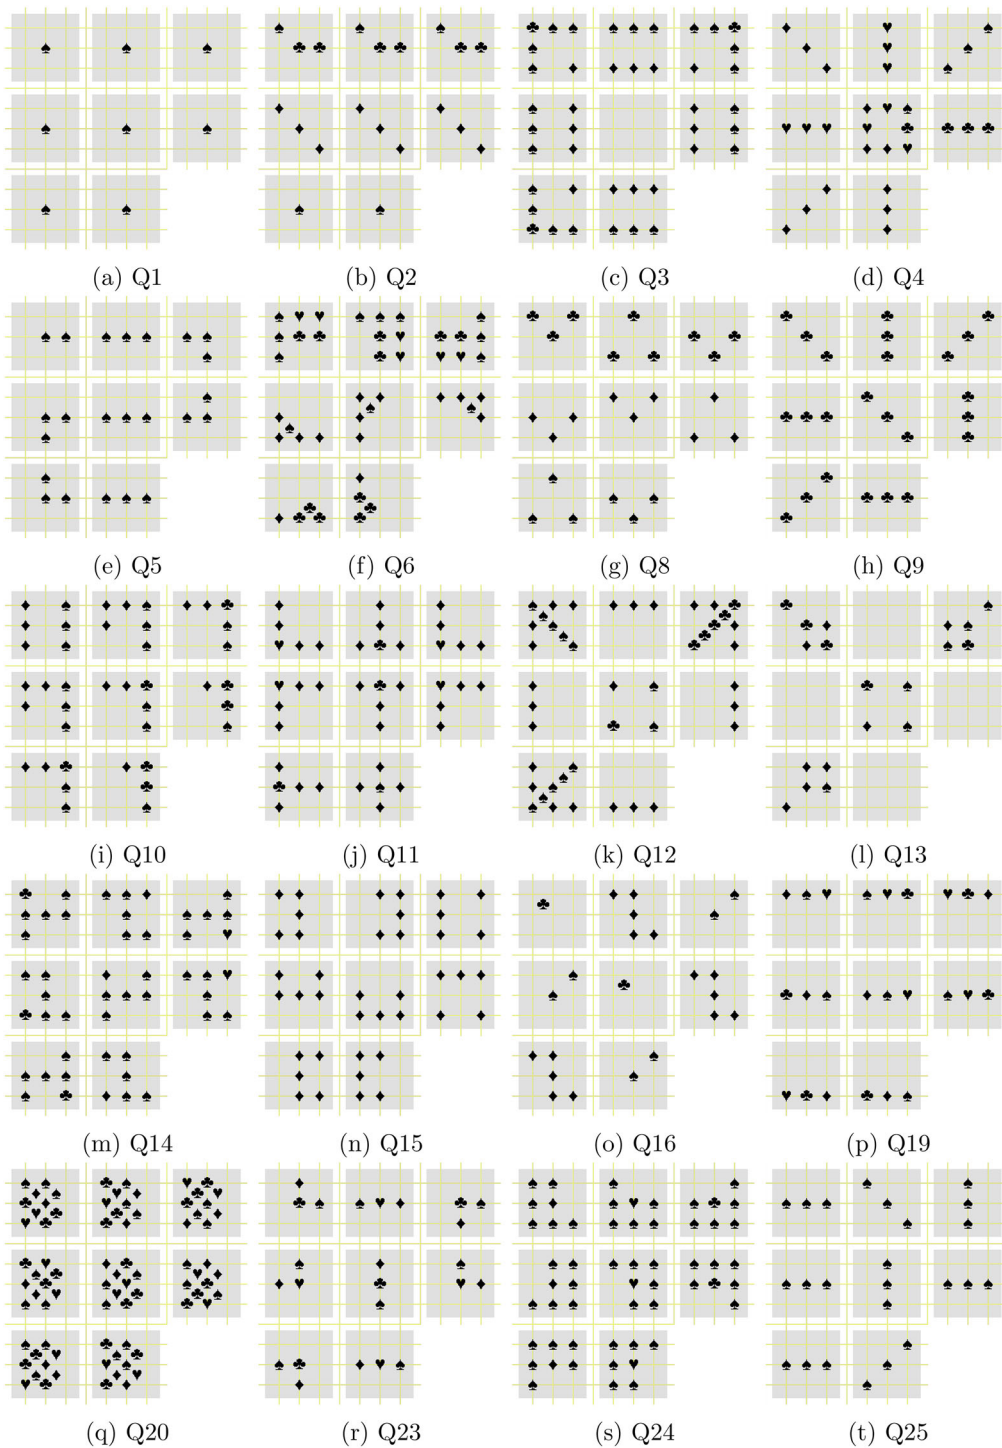 (a) Q1 (b) Q2 (c) Q3 (d) Q4
(e) Q5 (f) Q6 (g) Q8 (h) Q9
(i) Q10 (j) Q11 (k) Q12 (l) Q13
(m) Q14 (n) Q15 (o) Q16 (p) Q19
(q) Q20 (r) Q23 (s) Q24 (t) Q25